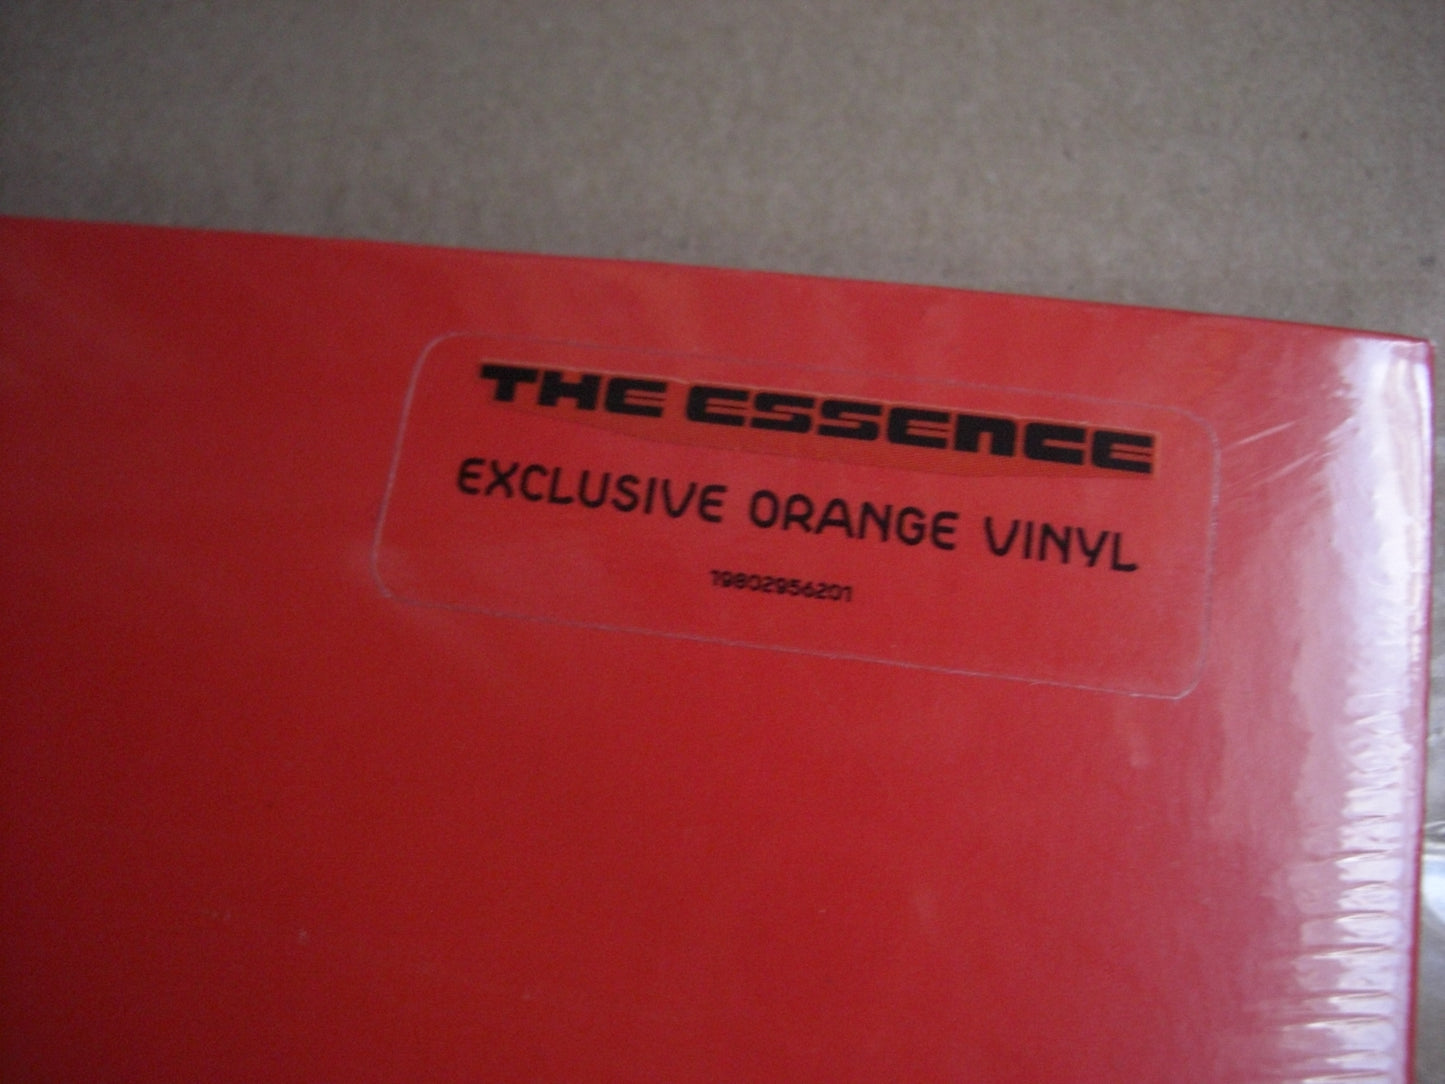 THE ESSENCE
EXCLUSIVE ORANGE VINYL
19802956201